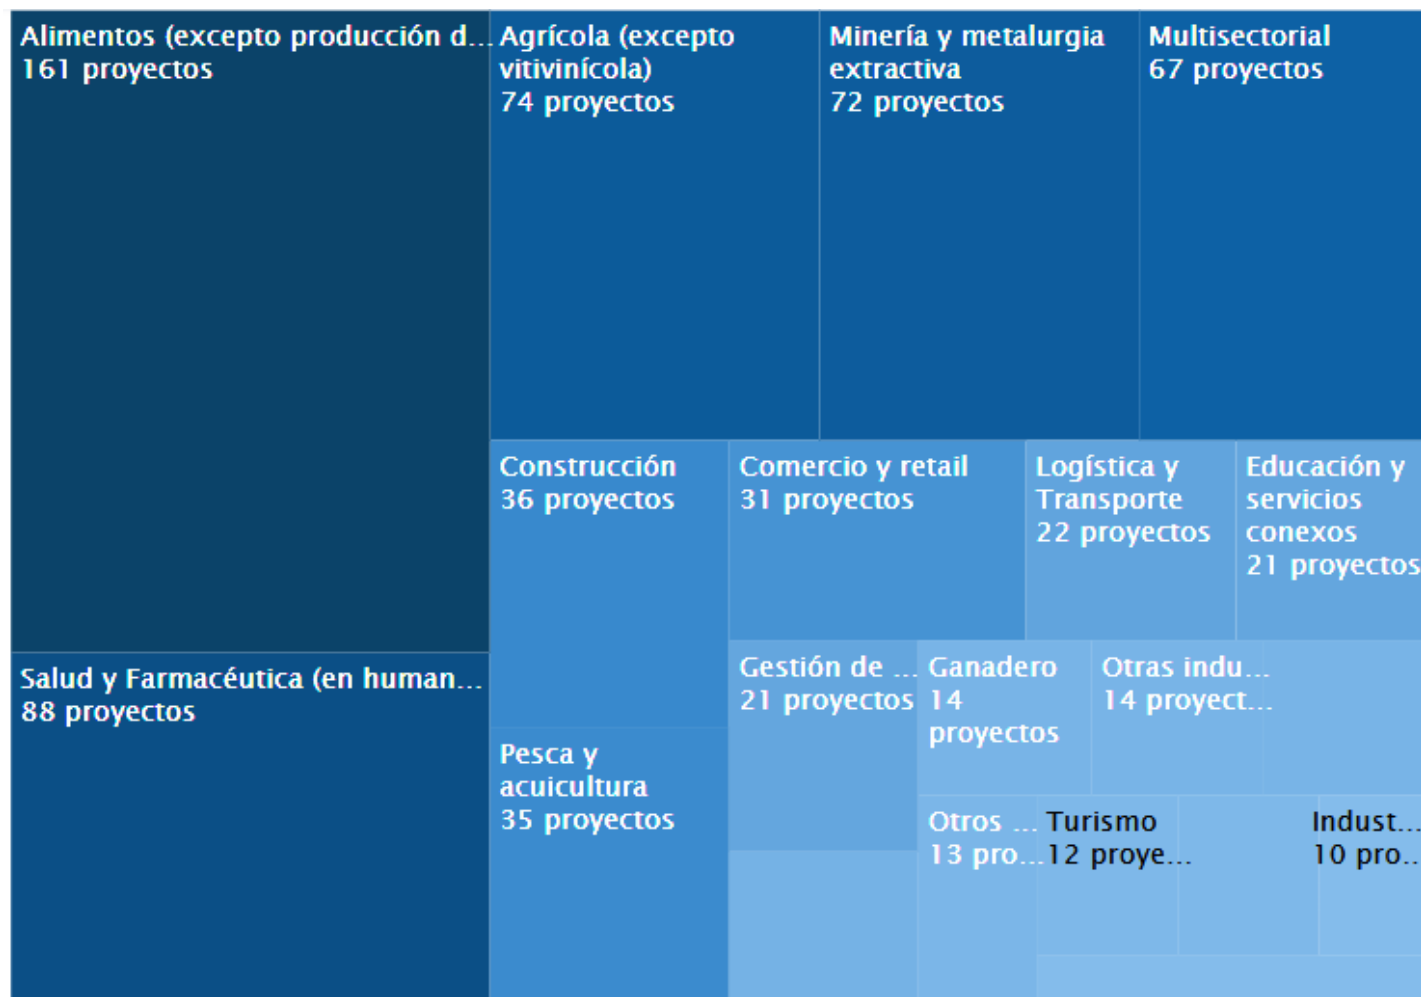 Alimentos (excepto producción d...
161 proyectos
Agrícola (excepto
vitivinícola)
74 proyectos
Minería y metalurgia
extractiva
72 proyectos
Multisectorial
67 proyectos
Construcción
36 proyectos
Comercio y retail
31 proyectos
Logística y
Transporte
22 proyectos
Educación y
servicios
conexos
21 proyectos
Salud y Farmacéutica (en human...
88 proyectos
Gestión de ...
21 proyectos
Ganadero
14
proyectos
Otras indu...
14 proyect...
Pesca y
acuicultura
35 proyectos
Otros ...
13 pro...
Turismo
12 proye...
Indust...
10 pro...